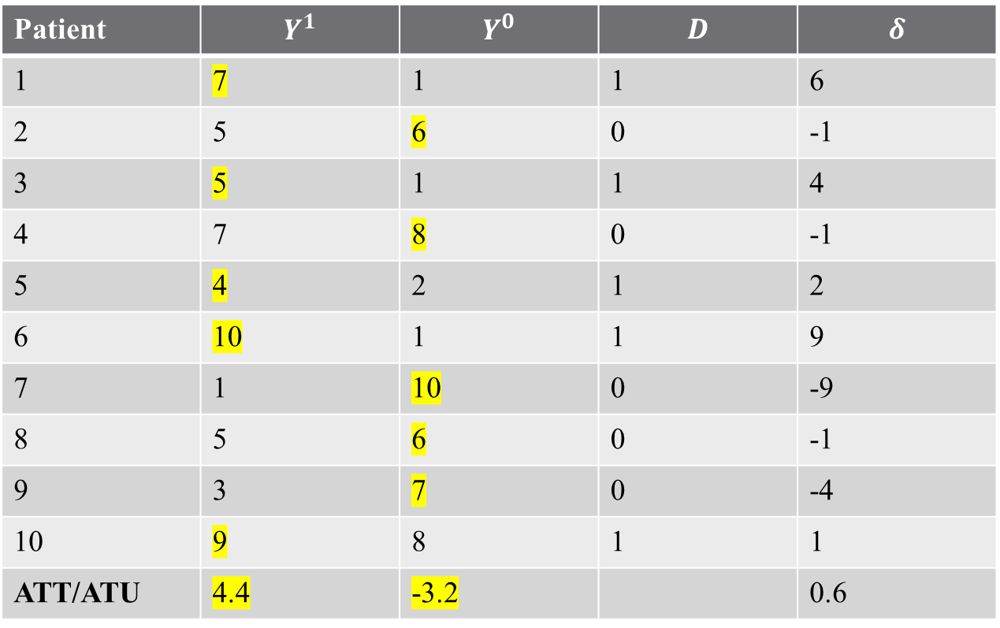 Patient Y¹ Y⁰ D δ
1 7 1 1 6
2 5 6 0 -1
3 5 1 1 4
4 7 8 0 -1
5 4 2 1 2
6 10 1 1 9
7 1 10 0 -9
8 5 6 0 -1
9 3 7 0 -4
10 9 8 1 1
ATT/ATU 4.4 -3.2 0.6